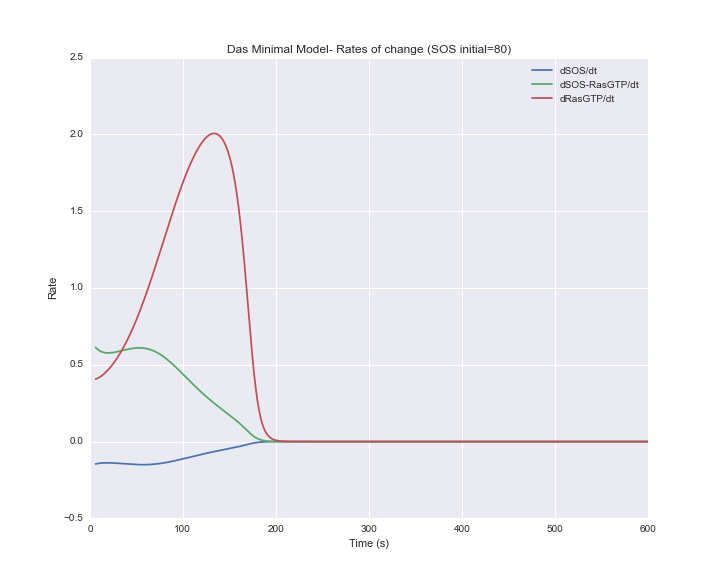 Das Minimal Model- Rates of change (SOS initial=80)
dSOS/dt
dSOS-RasGTP/dt
dRasGTP/dt
2.5
2.0
1.5
1.0
0.5
0.0
−0.5
Rate
0 100 200 300 400 500 600
Time (s)